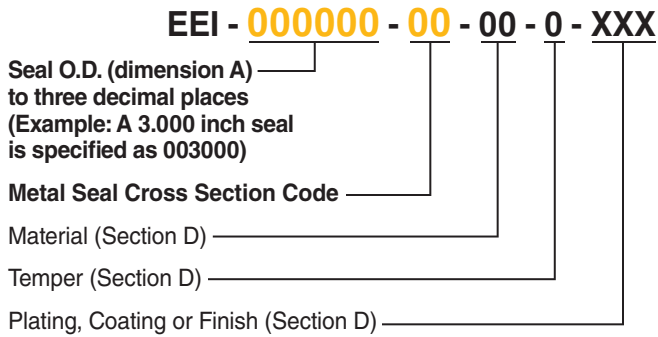 EEI - 000000 - 00 - 00 - 0 - XXX
Seal O.D. (dimension A)
to three decimal places
(Example: A 3.000 inch seal
is specified as 003000)
Metal Seal Cross Section Code
Material (Section D)
Temper (Section D)
Plating, Coating or Finish (Section D)